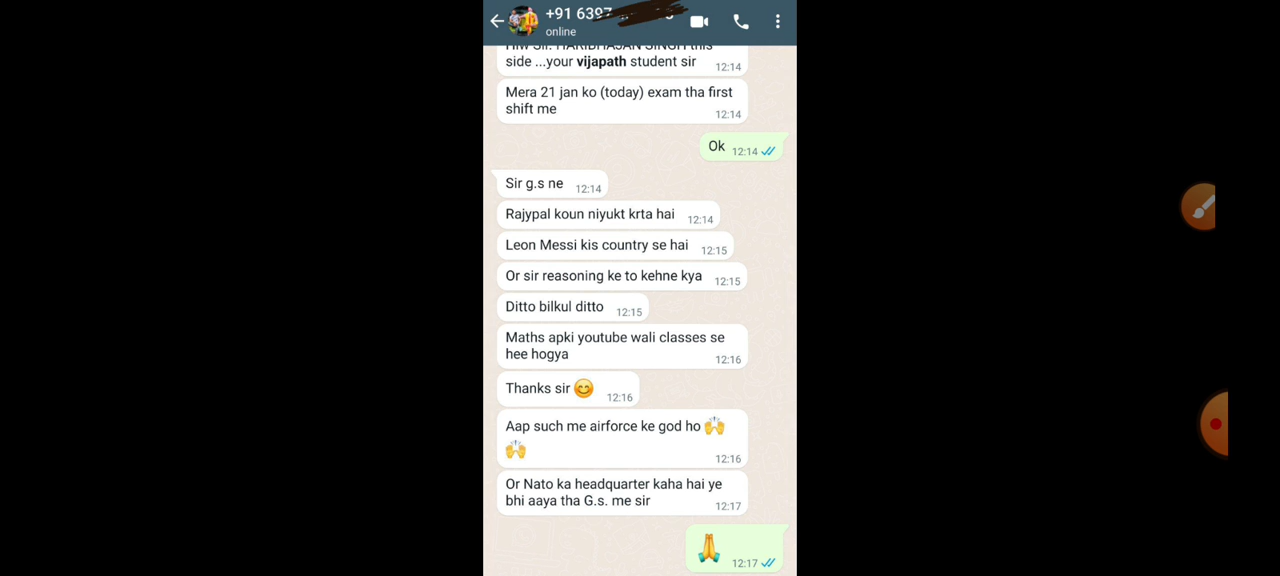 +91 6397
online
side ...your vijapath student sir
12:14
Mera 21 jan ko (today) exam tha first
shift me
12:14
Ok 12:14
Sir g.s ne 12:14
Rajypal koun niyukt krta hai 12:14
Leon Messi kis country se hai 12:15
Or sir reasoning ke to kehne kya 12:15
Ditto bilkul ditto 12:15
Maths apki youtube wali classes se
hee hogya
12:16
Thanks sir 😊 12:16
Aap such me airforce ke god ho 🙌
🙌
12:16
Or Nato ka headquarter kaha hai ye
bhi aaya tha G.s. me sir
12:17
🙏 12:17